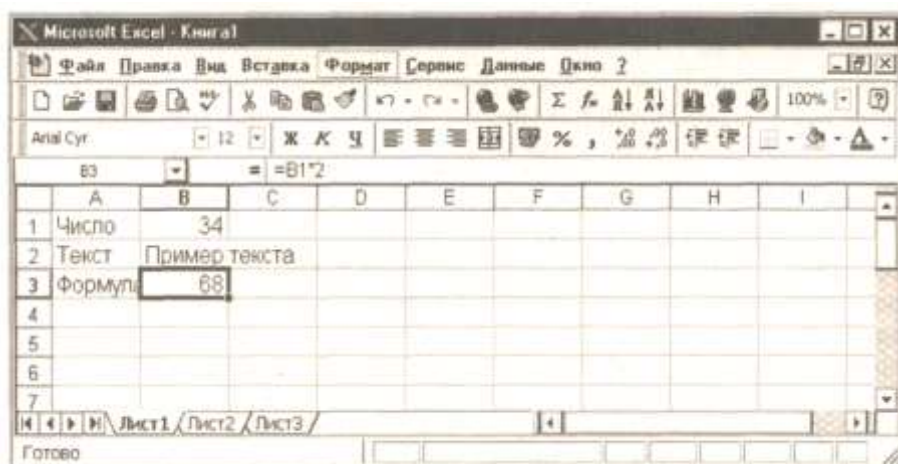 Microsoft Excel - Книга1
Файл Правка Вид Вставка Формат Сервис Данные Окно ?
100%
Arial Cyr 12 Ж К Ч % ,
B3 = =B1*2
A B C D E F G H I
1 Число 34
2 Текст Пример текста
3 Формула 68
4
5
6
7
Лист1 Лист2 Лист3
Готово